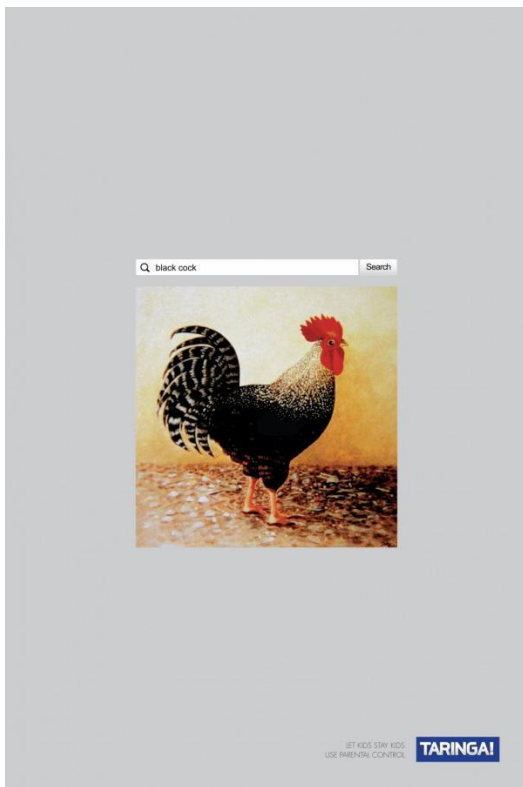 black cock
Search
LET KIDS STAY KIDS.
USE PARENTAL CONTROL.
TARINGA!